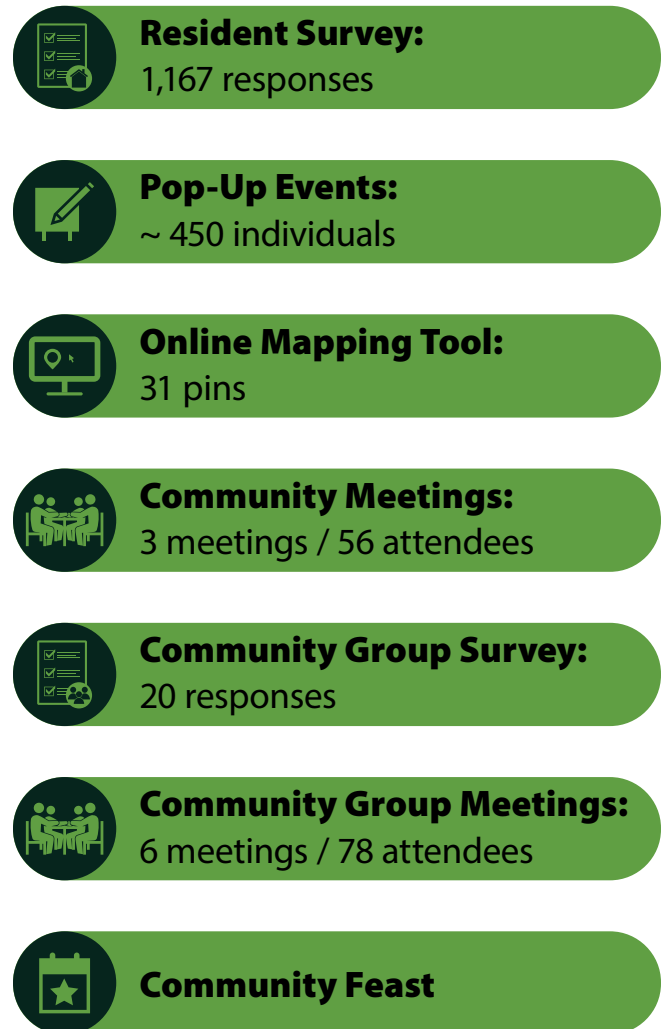 Resident Survey:
1,167 responses
Pop-Up Events:
~ 450 individuals
Online Mapping Tool:
31 pins
Community Meetings:
3 meetings / 56 attendees
Community Group Survey:
20 responses
Community Group Meetings:
6 meetings / 78 attendees
Community Feast